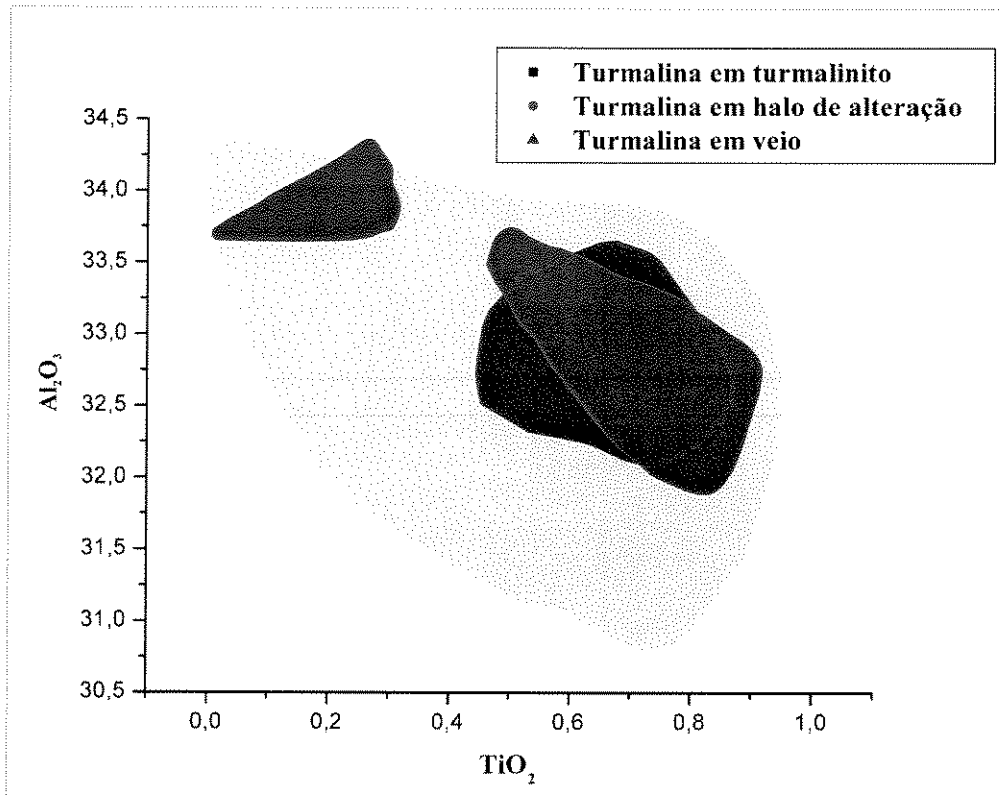 Turmalina em turmalinito
Turmalina em halo de alteração
Turmalina em veio
34,5
34,0
33,5
33,0
32,5
32,0
31,5
31,0
30,5
Al2O3
0,0 0,2 0,4 0,6 0,8 1,0
TiO2